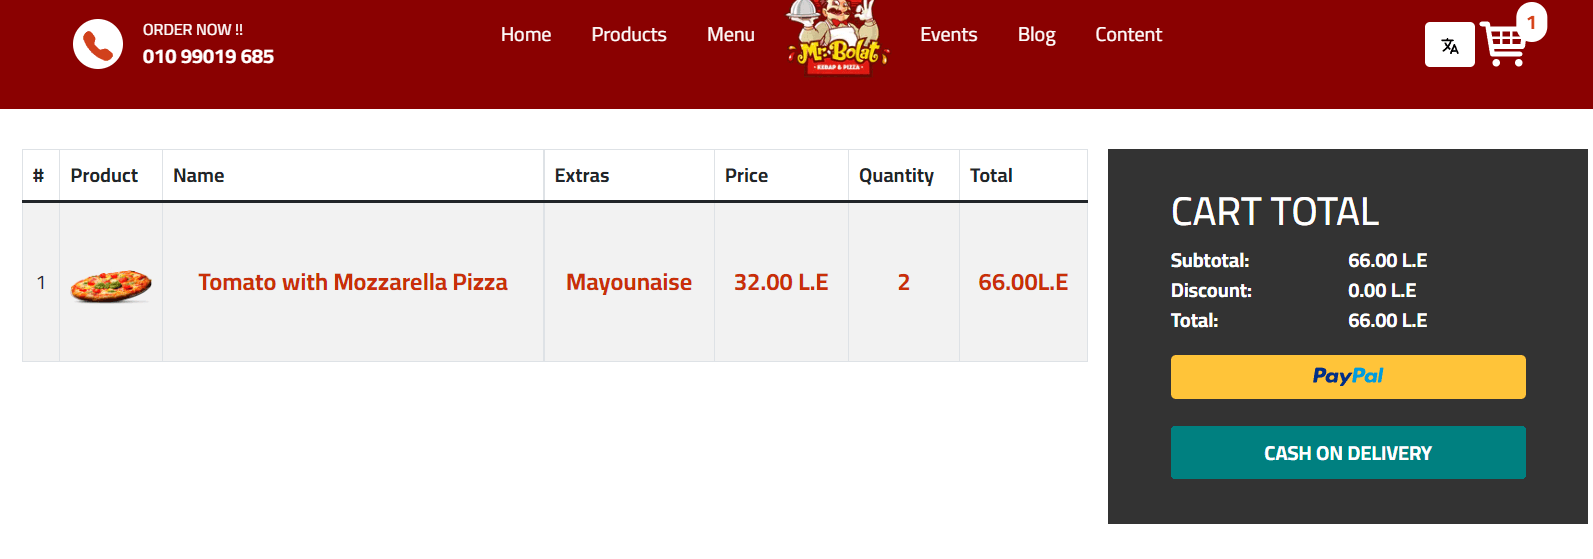 ORDER NOW !!
010 99019 685
Home Products Menu Events Blog Content
Mr. Bolat
KEBAP & PIZZA
1
# Product Name Extras Price Quantity Total
1 Tomato with Mozzarella Pizza Mayounaise 32.00 L.E 2 66.00L.E
CART TOTAL
Subtotal: 66.00 L.E
Discount: 0.00 L.E
Total: 66.00 L.E
PayPal
CASH ON DELIVERY